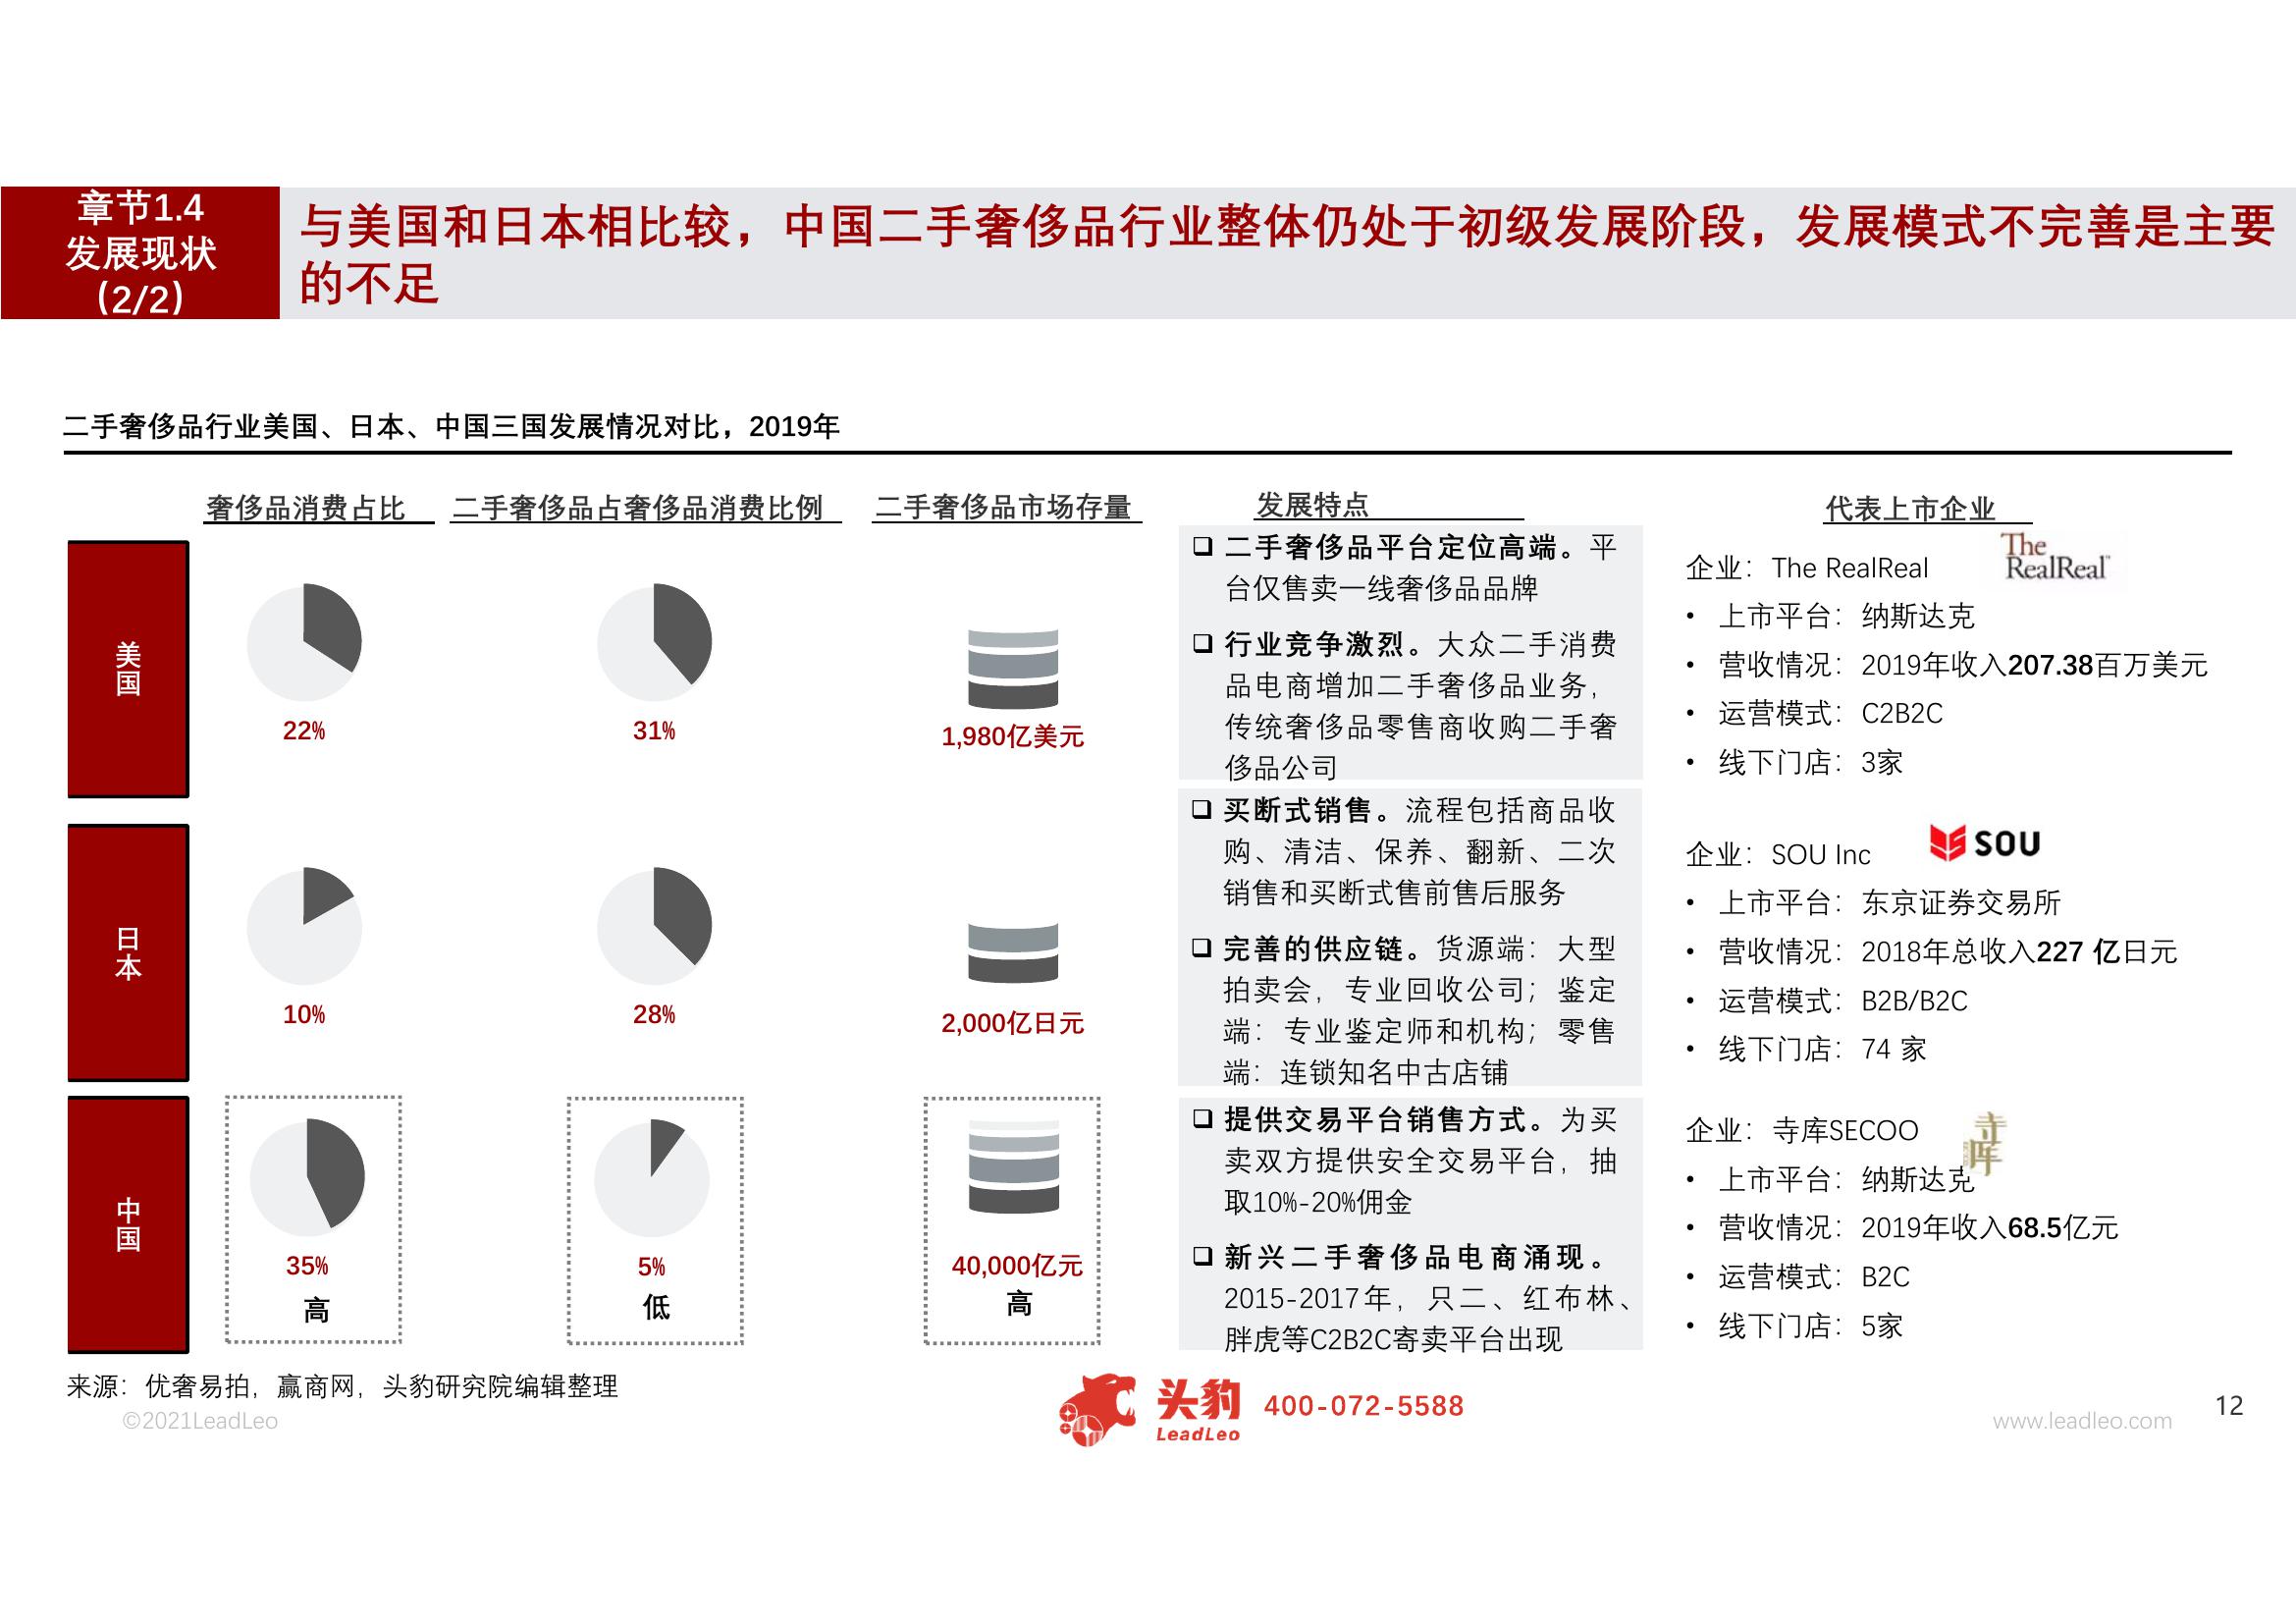 章节1.4
发展现状
(2/2)
与美国和日本相比较，中国二手奢侈品行业整体仍处于初级发展阶段，发展模式不完善是主要
的不足
二手奢侈品行业美国、日本、中国三国发展情况对比，2019年
奢侈品消费占比
二手奢侈品占奢侈品消费比例
二手奢侈品市场存量
发展特点
代表上市企业
美
国
22%
31%
1,980亿美元
❑ 二手奢侈品平台定位高端。平
台仅售卖一线奢侈品品牌
❑ 行业竞争激烈。大众二手消费
品电商增加二手奢侈品业务，
传统奢侈品零售商收购二手奢
侈品公司
企业：The RealReal
The
RealReal
• 上市平台：纳斯达克
• 营收情况：2019年收入207.38百万美元
• 运营模式：C2B2C
• 线下门店：3家
日
本
10%
28%
2,000亿日元
❑ 买断式销售。流程包括商品收
购、清洁、保养、翻新、二次
销售和买断式售前售后服务
❑ 完善的供应链。货源端：大型
拍卖会，专业回收公司；鉴定
端：专业鉴定师和机构；零售
端：连锁知名中古店铺
企业：SOU Inc
SOU
• 上市平台：东京证券交易所
• 营收情况：2018年总收入227 亿日元
• 运营模式：B2B/B2C
• 线下门店：74 家
中
国
35%
高
5%
低
40,000亿元
高
❑ 提供交易平台销售方式。为买
卖双方提供安全交易平台，抽
取10%-20%佣金
❑ 新兴二手奢侈品电商涌现。
2015-2017年，只二、红布林、
胖虎等C2B2C寄卖平台出现
企业：寺库SECOO
寺库
• 上市平台：纳斯达克
• 营收情况：2019年收入68.5亿元
• 运营模式：B2C
• 线下门店：5家
来源：优奢易拍，赢商网，头豹研究院编辑整理
©2021LeadLeo
头豹
LeadLeo
400-072-5588
www.leadleo.com
12